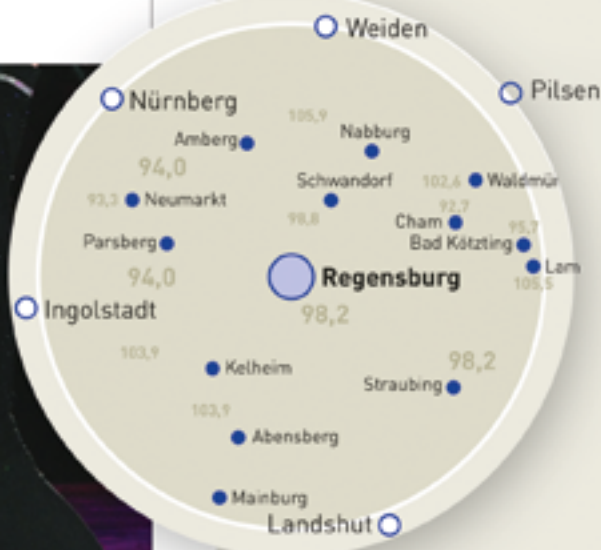 Weiden
Pilsen
Nürnberg
105,9
Amberg
Nabburg
94,0
Schwandorf
102,6
Waldmür
93,3
Neumarkt
92,7
98,8
Cham
95,7
Parsberg
Bad Kötzting
Lam
94,0
Regensburg
105,5
Ingolstadt
98,2
103,9
98,2
Kelheim
Straubing
103,9
Abensberg
Mainburg
Landshut